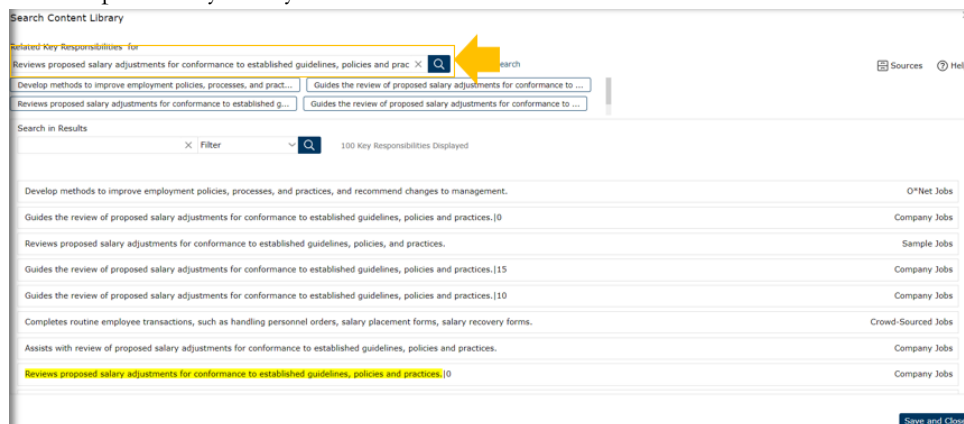 Search Content Library
Related Key Responsibilities for
Reviews proposed salary adjustments for conformance to established guidelines, policies and prac ×
earch
Sources
Hel
Develop methods to improve employment policies, processes, and pract...
Guides the review of proposed salary adjustments for conformance to ...
Reviews proposed salary adjustments for conformance to established g...
Guides the review of proposed salary adjustments for conformance to ...
Search in Results
× Filter
100 Key Responsibilities Displayed
Develop methods to improve employment policies, processes, and practices, and recommend changes to management. O*Net Jobs
Guides the review of proposed salary adjustments for conformance to established guidelines, policies and practices.|0 Company Jobs
Reviews proposed salary adjustments for conformance to established guidelines, policies, and practices. Sample Jobs
Guides the review of proposed salary adjustments for conformance to established guidelines, policies and practices.|15 Company Jobs
Guides the review of proposed salary adjustments for conformance to established guidelines, policies and practices.|10 Company Jobs
Completes routine employee transactions, such as handling personnel orders, salary placement forms, salary recovery forms. Crowd-Sourced Jobs
Assists with review of proposed salary adjustments for conformance to established guidelines, policies and practices. Company Jobs
Reviews proposed salary adjustments for conformance to established guidelines, policies and practices.|0 Company Jobs
Save and Close